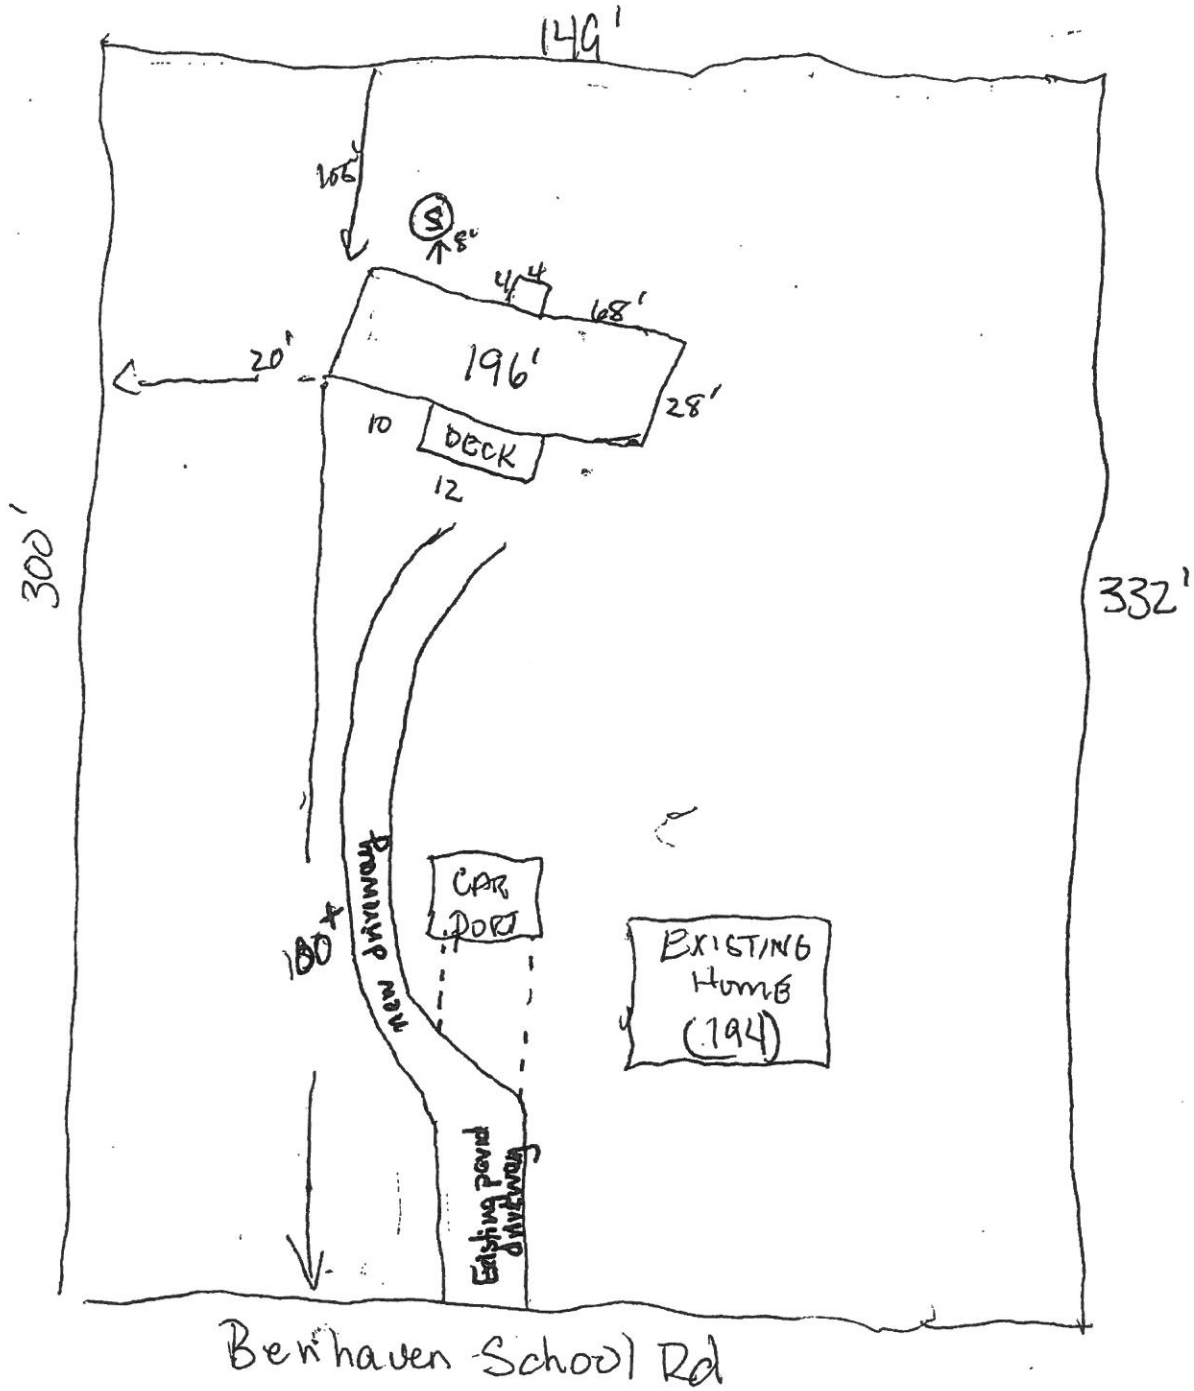 149'
106'
S
8'
4 4
68'
20'
196'
28'
10
DECK
12
300'
332'
new driveway
CAR
PORT
180'
EXISTING
HOME
(194)
Existing paved
driveway
Benhaven School Rd